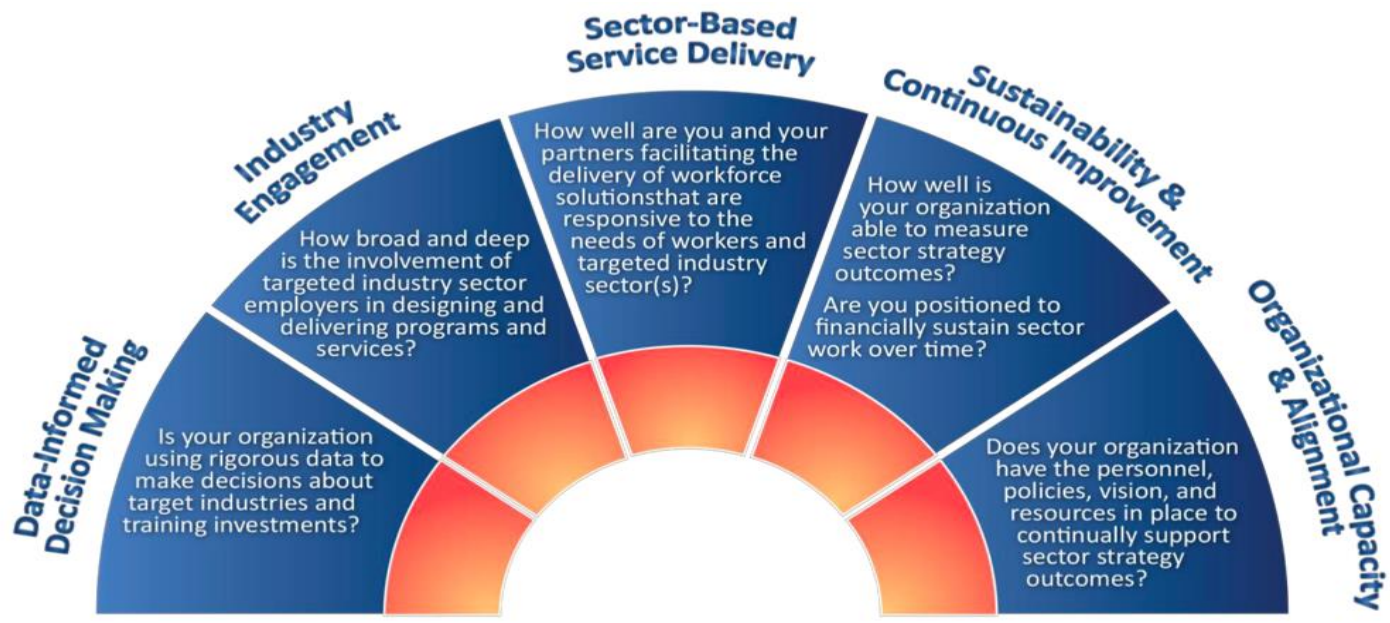 Data-Informed
Decision Making
Is your organization
using rigorous data to
make decisions about
target industries and
training investments?
Industry
Engagement
How broad and deep
is the involvement of
targeted industry sector
employers in designing and
delivering programs and
services?
Sector-Based
Service Delivery
How well are you and your
partners facilitating the
delivery of workforce
solutionsthat are
responsive to the
needs of workers and
targeted industry
sector(s)?
Sustainability &
Continuous Improvement
How well is
your organization
able to measure
sector strategy
outcomes?
Are you positioned to
financially sustain sector
work over time?
Organizational Capacity
& Alignment
Does your organization
have the personnel,
policies, vision, and
resources in place to
continually support
sector strategy
outcomes?